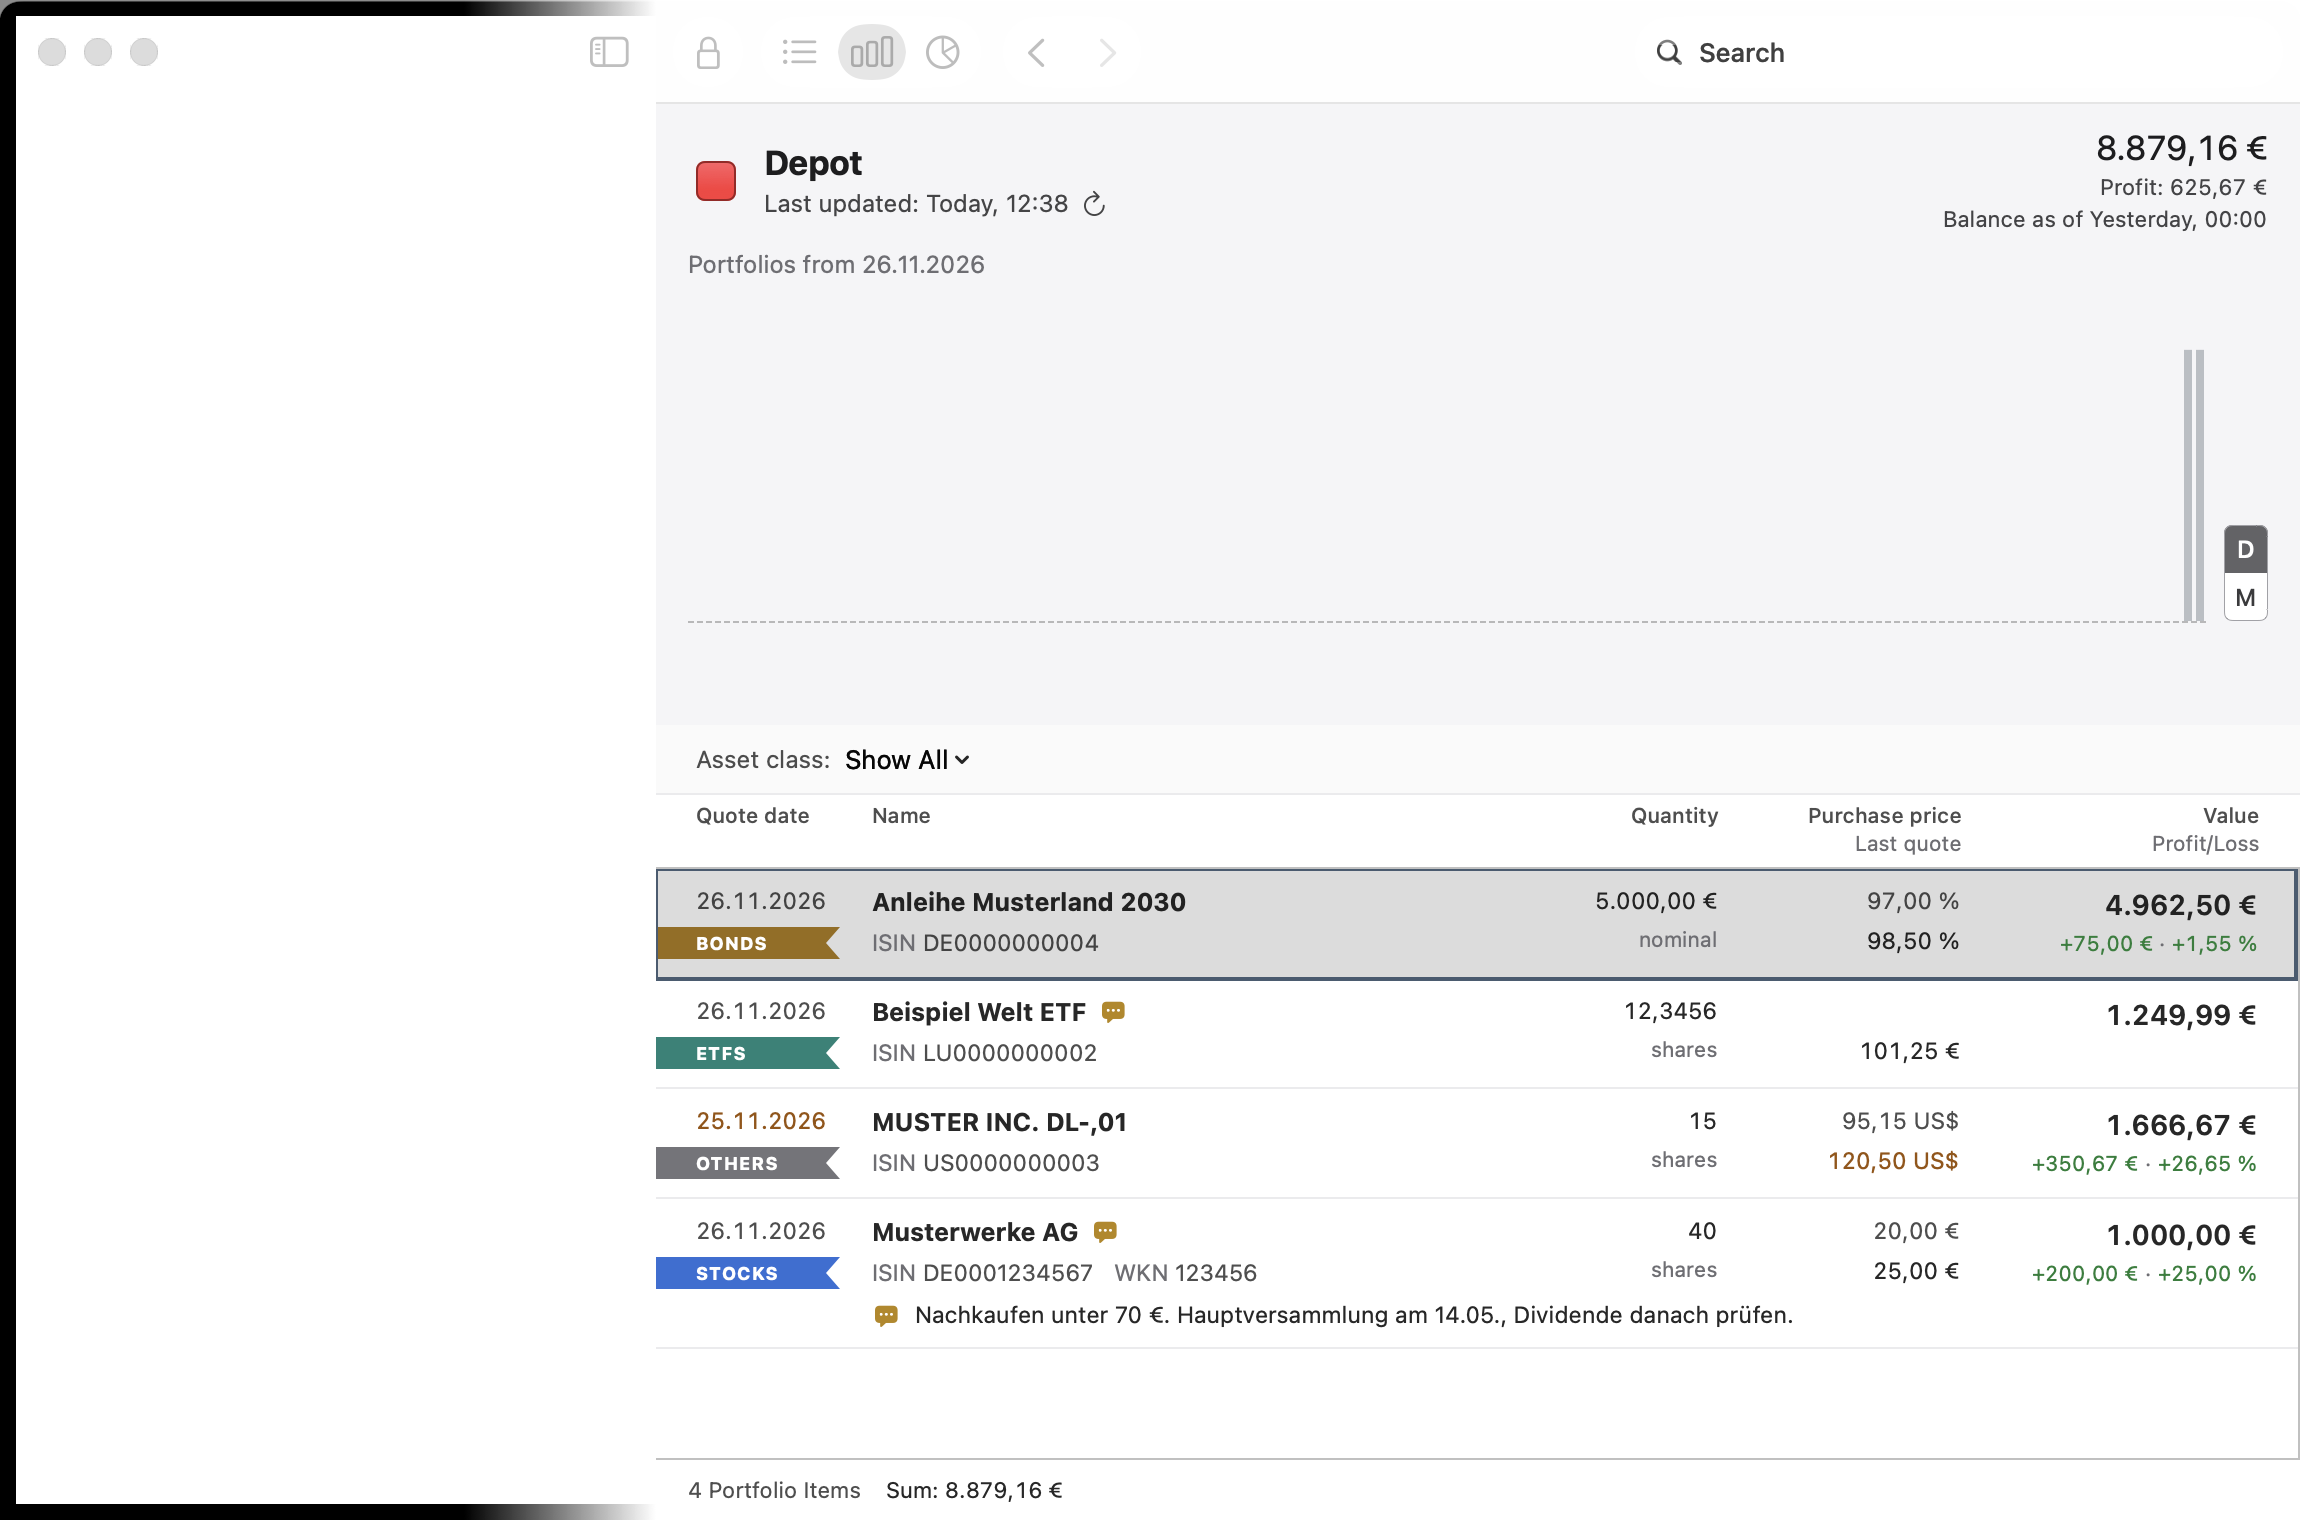 Search
Depot
Last updated: Today, 12:38
8.879,16 €
Profit: 625,67 €
Balance as of Yesterday, 00:00
Portfolios from 26.11.2026
D
M
Asset class: Show All
Quote date Name Quantity Purchase price Value
Last quote Profit/Loss
26.11.2026 Anleihe Musterland 2030 5.000,00 € 97,00 % 4.962,50 €
BONDS ISIN DE0000000004 nominal 98,50 % +75,00 € · +1,55 %
26.11.2026 Beispiel Welt ETF 12,3456 1.249,99 €
ETFS ISIN LU0000000002 shares 101,25 €
25.11.2026 MUSTER INC. DL-,01 15 95,15 US$ 1.666,67 €
OTHERS ISIN US0000000003 shares 120,50 US$ +350,67 € · +26,65 %
26.11.2026 Musterwerke AG 40 20,00 € 1.000,00 €
STOCKS ISIN DE0001234567 WKN 123456 shares 25,00 € +200,00 € · +25,00 %
Nachkaufen unter 70 €. Hauptversammlung am 14.05., Dividende danach prüfen.
4 Portfolio Items Sum: 8.879,16 €